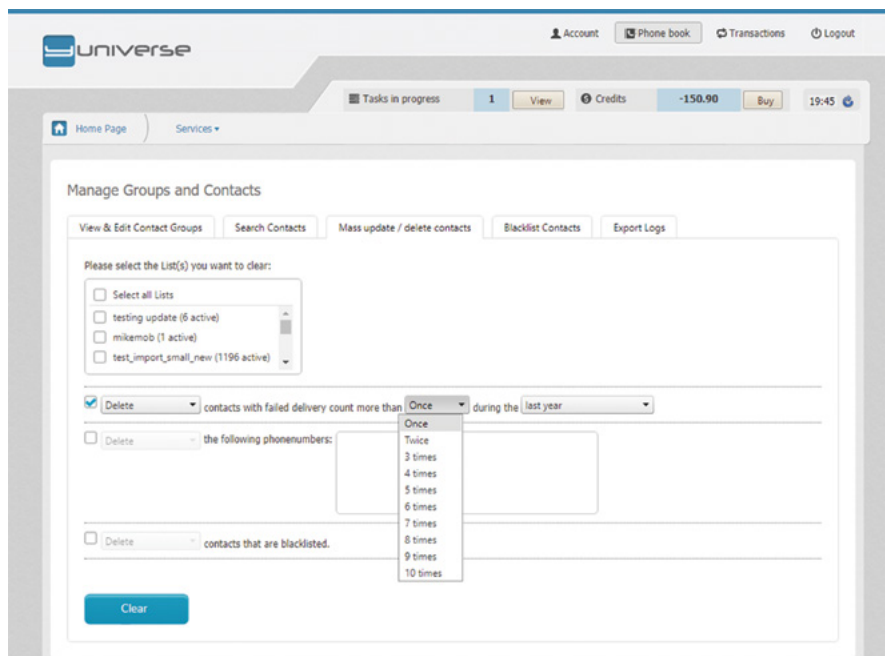 Account Phone book Transactions Logout
yuniverse
Tasks in progress 1 View Credits -150.90 Buy 19:45
Home Page Services
Manage Groups and Contacts
View & Edit Contact Groups Search Contacts Mass update / delete contacts Blacklist Contacts Export Logs
Please select the List(s) you want to clear:
Select all Lists
testing update (6 active)
mikemob (1 active)
test_import_small_new (1196 active)
Delete contacts with failed delivery count more than Once during the last year
Once
Twice
3 times
4 times
5 times
6 times
7 times
8 times
9 times
10 times
Delete the following phonenumbers:
Delete contacts that are blacklisted.
Clear